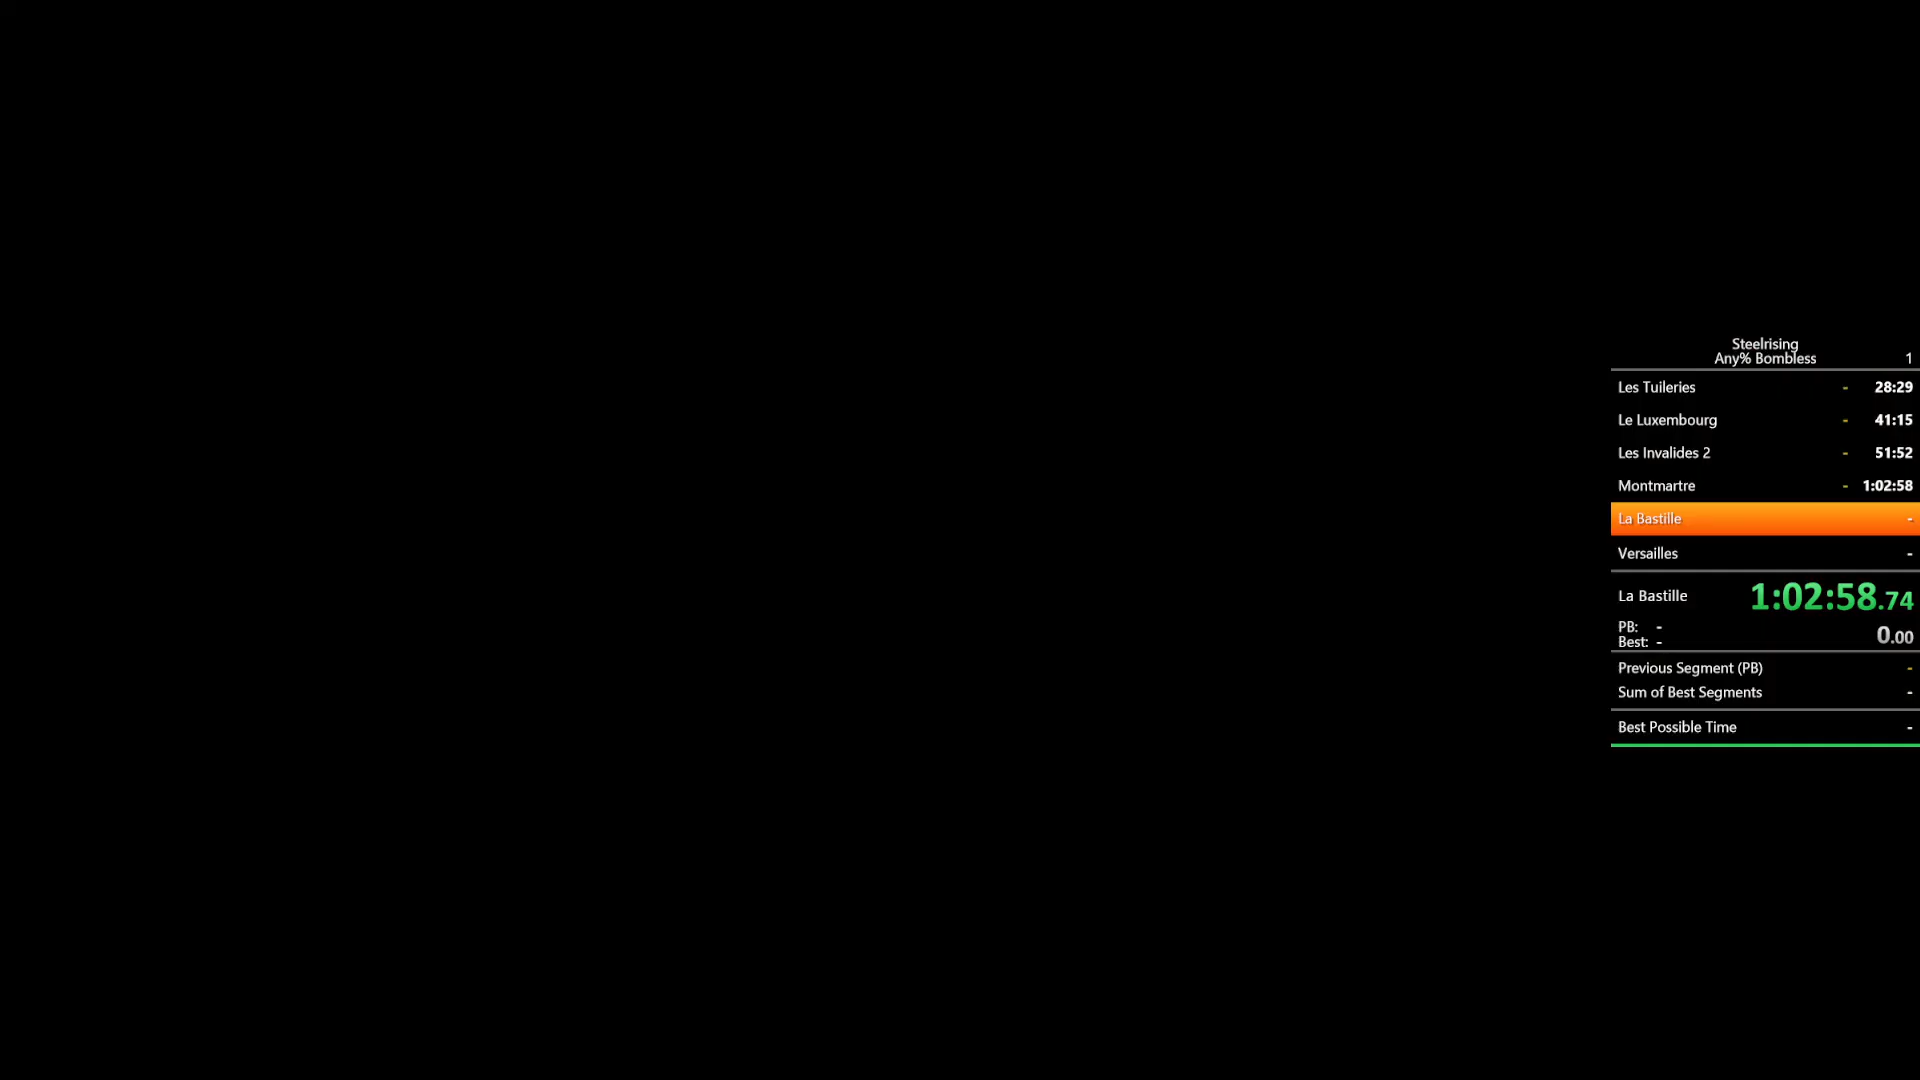 Steelrising
Any% Bombless 1
Les Tuileries - 28:29
Le Luxembourg - 41:15
Les Invalides 2 - 51:52
Montmartre - 1:02:58
La Bastille -
Versailles -
La Bastille 1:02:58.74
PB: - 0.00
Best: -
Previous Segment (PB) -
Sum of Best Segments -
Best Possible Time -